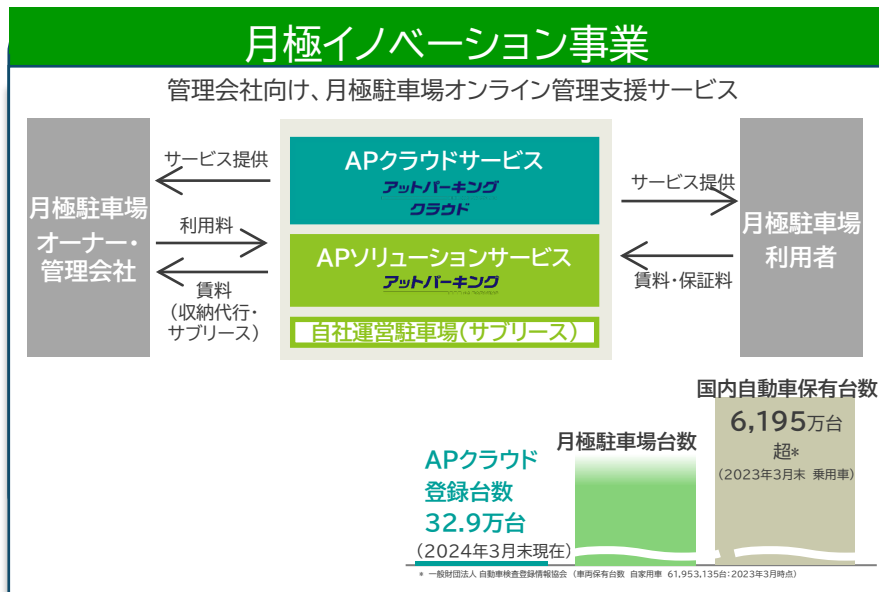 月極イノベーション事業
管理会社向け、月極駐車場オンライン管理支援サービス
月極駐車場
オーナー・
管理会社
サービス提供
利用料
賃料
(収納代行・
サブリース)
APクラウドサービス
アットパーキング
クラウド
APソリューションサービス
アットパーキング
自社運営駐車場(サブリース)
サービス提供
賃料・保証料
月極駐車場
利用者
APクラウド
登録台数
32.9万台
(2024年3月末現在)
月極駐車場台数
国内自動車保有台数
6,195万台
超*
(2023年3月末 乗用車)
* 一般財団法人 自動車検査登録情報協会 (車両保有台数 自家用車 61,953,135台:2023年3月時点)